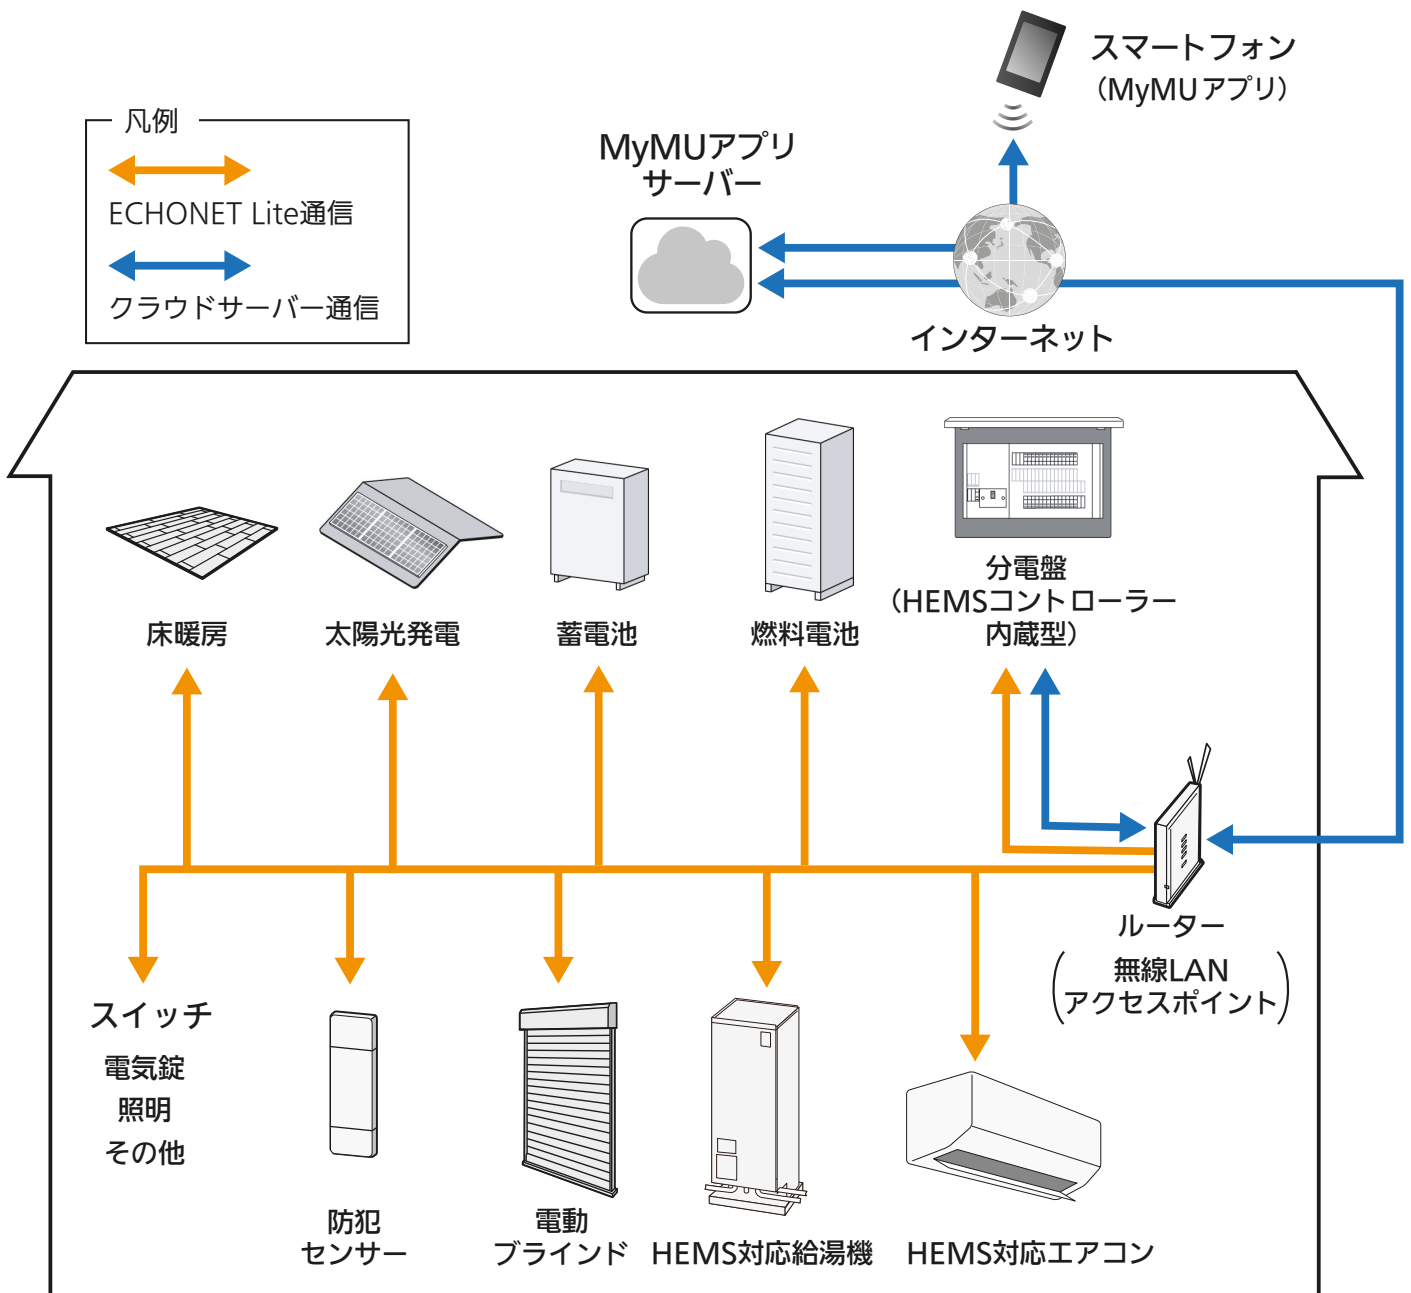 スマートフォン
（MyMUアプリ）
凡例
ECHONET Lite通信
クラウドサーバー通信
MyMUアプリ
サーバー
インターネット
床暖房
太陽光発電
蓄電池
燃料電池
分電盤
（HEMSコントローラー
内蔵型）
ルーター
（無線LAN
アクセスポイント）
スイッチ
電気錠
照明
その他
防犯
センサー
電動
ブラインド
HEMS対応給湯機
HEMS対応エアコン